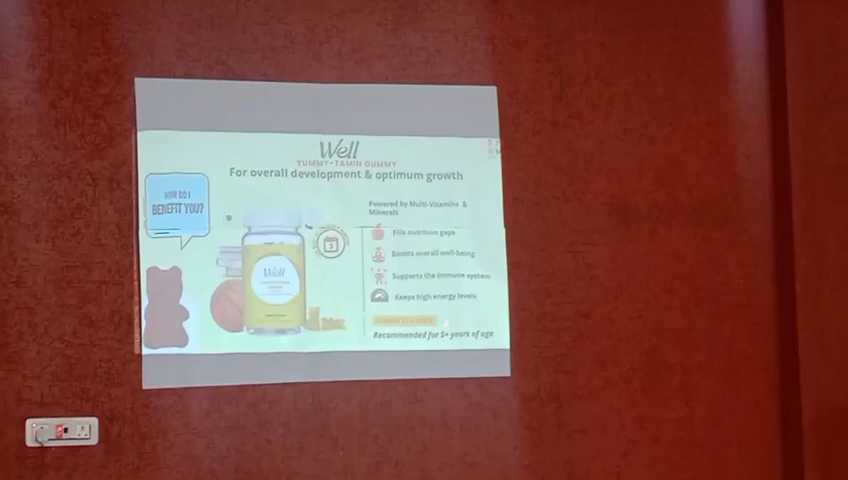 Well
YUMMY-TAMIN GUMMY
For overall development & optimum growth
HOW DO I
BENEFIT YOU?
Well
Powered by Multi-Vitamins &
Minerals
Fills nutrition gaps
Boosts overall well-being
Supports the immune system
Keeps high energy levels
Recommended for 5+ years of age